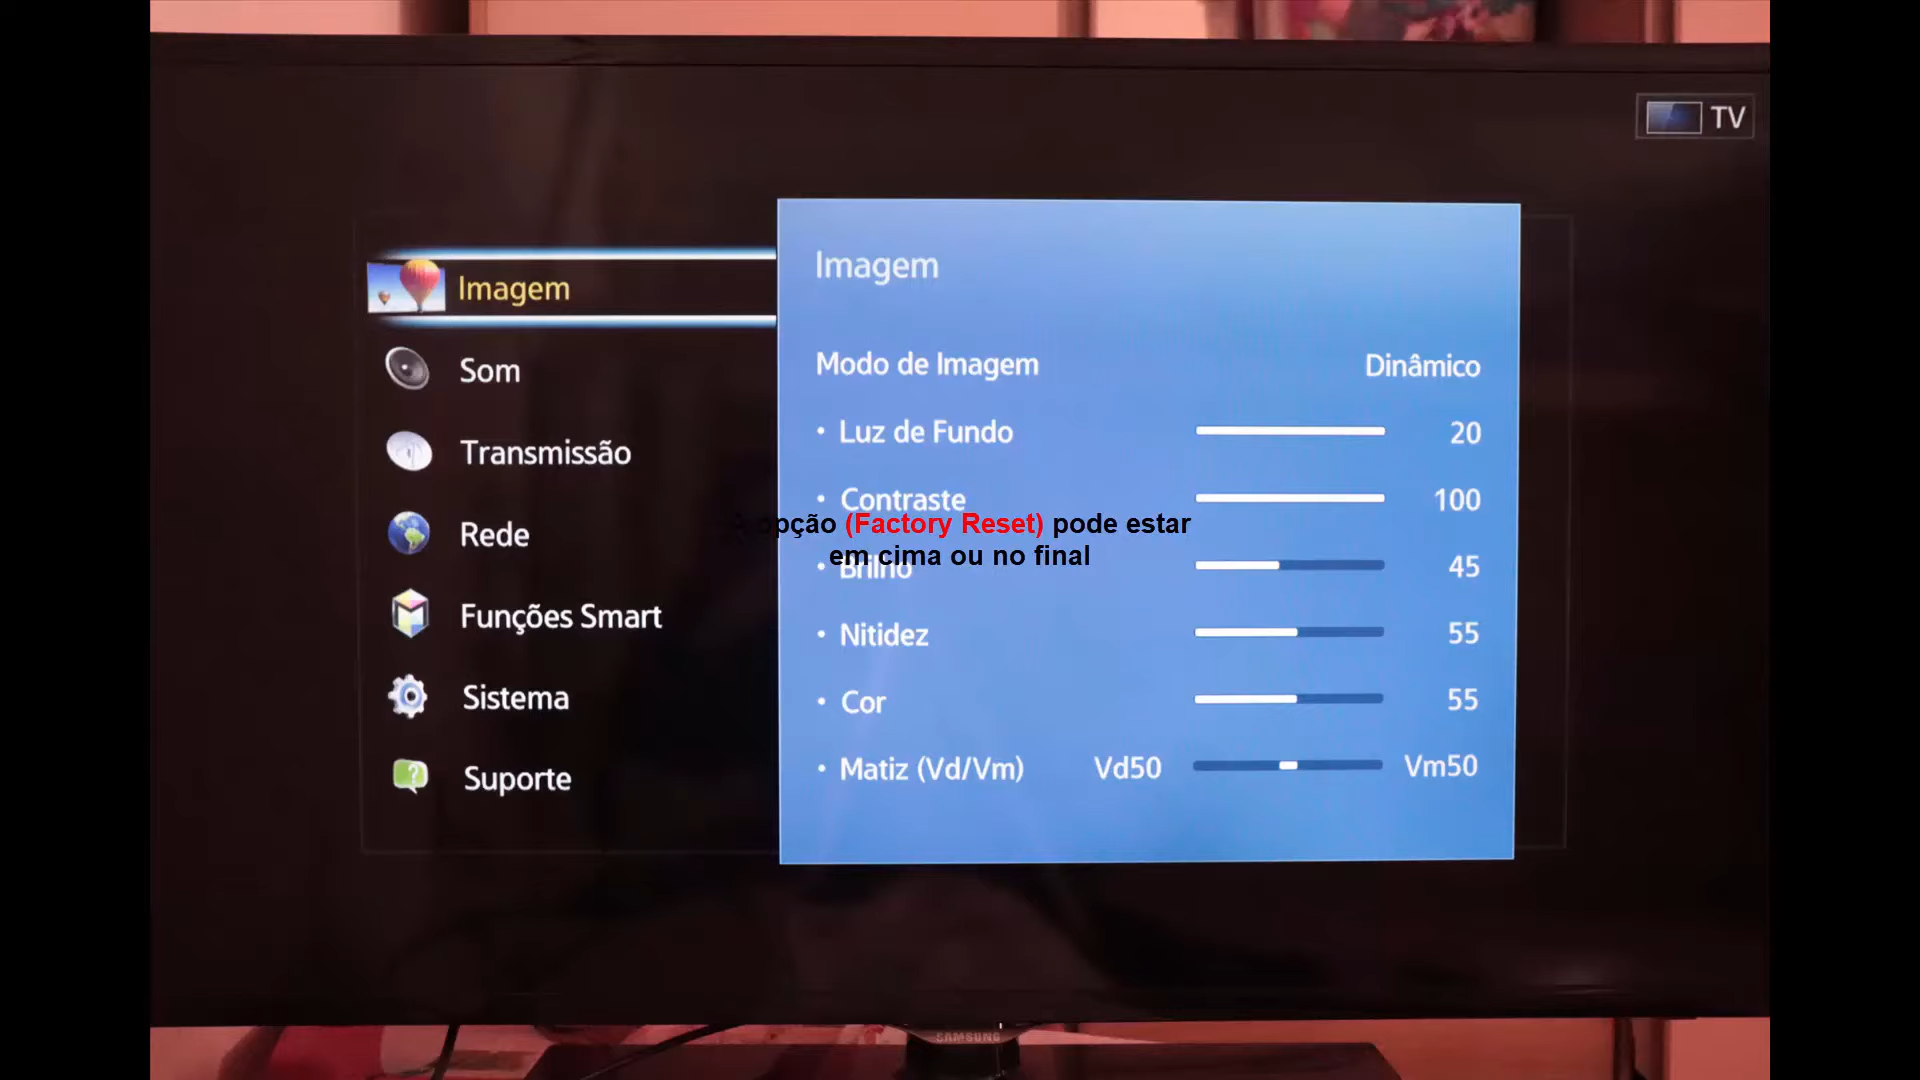 TV
Imagem
Som
Transmissão
Rede
Funções Smart
Sistema
Suporte
Imagem
Modo de Imagem Dinâmico
• Luz de Fundo 20
• Contraste 100
A opção (Factory Reset) pode estar
em cima ou no final
• Brilho 45
• Nitidez 55
• Cor 55
• Matiz (Vd/Vm) Vd50 Vm50
SAMSUNG